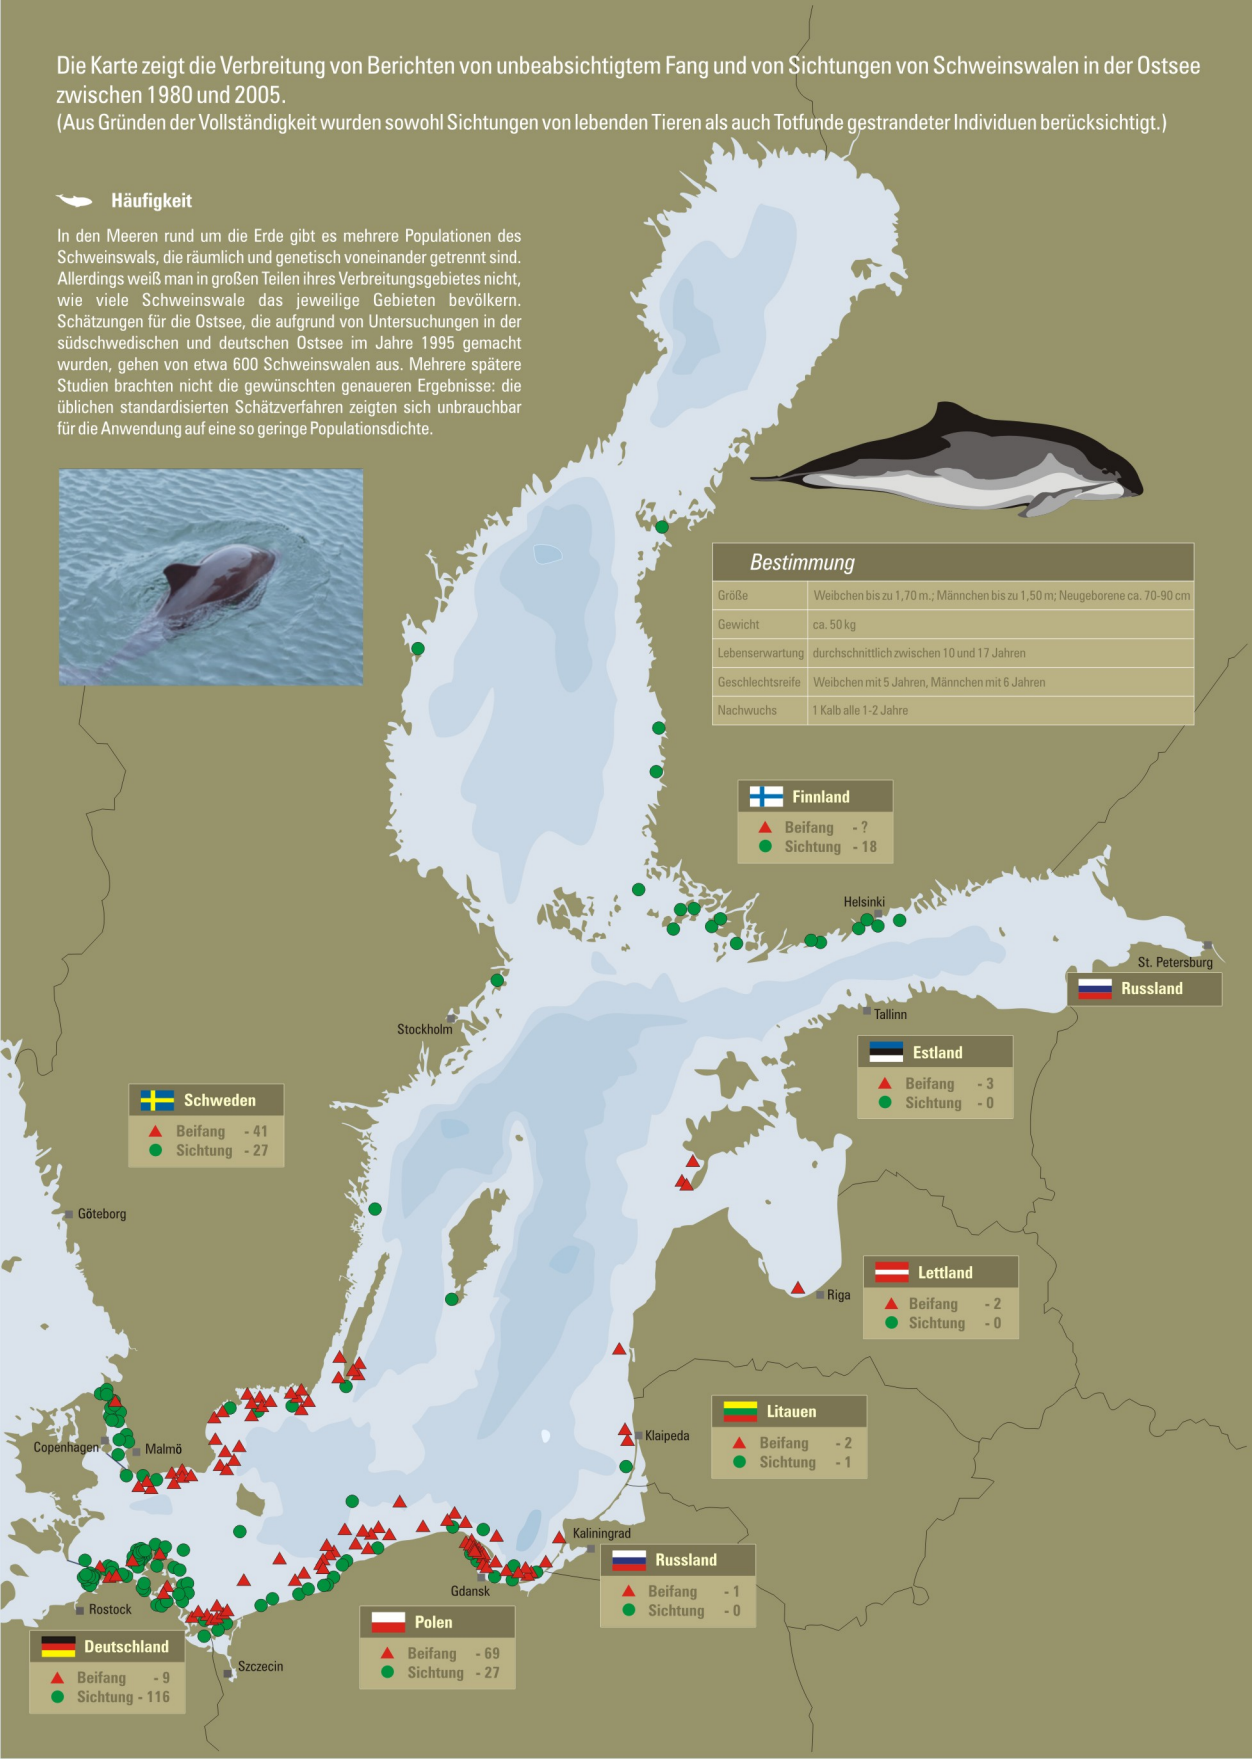 Die Karte zeigt die Verbreitung von Berichten von unbeabsichtigtem Fang und von Sichtungen von Schweinswalen in der Ostsee
zwischen 1980 und 2005.
(Aus Gründen der Vollständigkeit wurden sowohl Sichtungen von lebenden Tieren als auch Totfunde gestrandeter Individuen berücksichtigt.)
Häufigkeit
In den Meeren rund um die Erde gibt es mehrere Populationen des
Schweinswals, die räumlich und genetisch voneinander getrennt sind.
Allerdings weiß man in großen Teilen ihres Verbreitungsgebietes nicht,
wie viele Schweinswale das jeweilige Gebieten bevölkern.
Schätzungen für die Ostsee, die aufgrund von Untersuchungen in der
südschwedischen und deutschen Ostsee im Jahre 1995 gemacht
wurden, gehen von etwa 600 Schweinswalen aus. Mehrere spätere
Studien brachten nicht die gewünschten genaueren Ergebnisse: die
üblichen standardisierten Schätzverfahren zeigten sich unbrauchbar
für die Anwendung auf eine so geringe Populationsdichte.
Bestimmung
Größe Weibchen bis zu 1,70 m.; Männchen bis zu 1,50 m; Neugeborene ca. 70-90 cm
Gewicht ca. 50 kg
Lebenserwartung durchschnittlich zwischen 10 und 17 Jahren
Geschlechtsreife Weibchen mit 5 Jahren, Männchen mit 6 Jahren
Nachwuchs 1 Kalb alle 1-2 Jahre
Finnland
Beifang - ?
Sichtung - 18
Helsinki
St. Petersburg
Russland
Tallinn
Stockholm
Estland
Beifang - 3
Sichtung - 0
Schweden
Beifang - 41
Sichtung - 27
Göteborg
Lettland
Beifang - 2
Sichtung - 0
Riga
Litauen
Beifang - 2
Sichtung - 1
Klaipeda
Copenhagen
Malmö
Kaliningrad
Russland
Beifang - 1
Sichtung - 0
Gdansk
Rostock
Polen
Beifang - 69
Sichtung - 27
Deutschland
Beifang - 9
Sichtung - 116
Szczecin